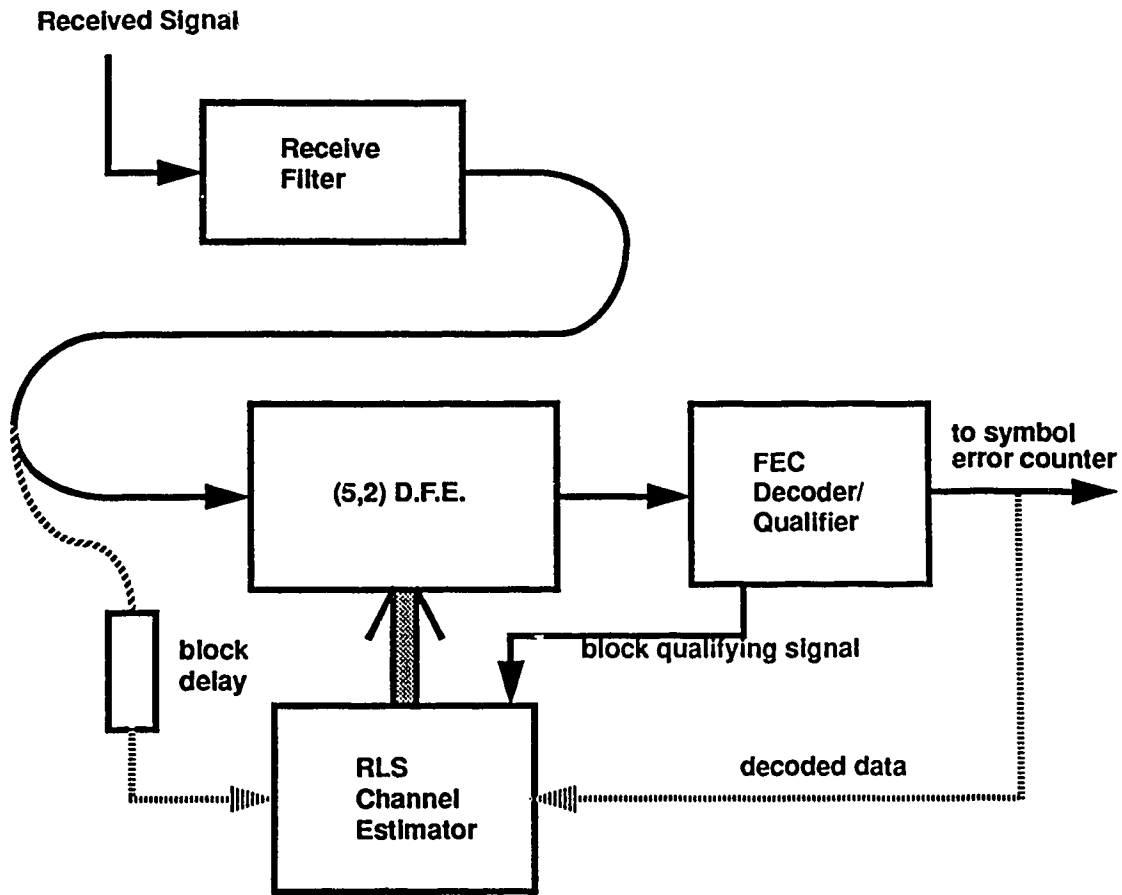 Received Signal
Receive
Filter
(5,2) D.F.E.
FEC
Decoder/
Qualifier
to symbol
error counter
block
delay
block qualifying signal
RLS
Channel
Estimator
decoded data